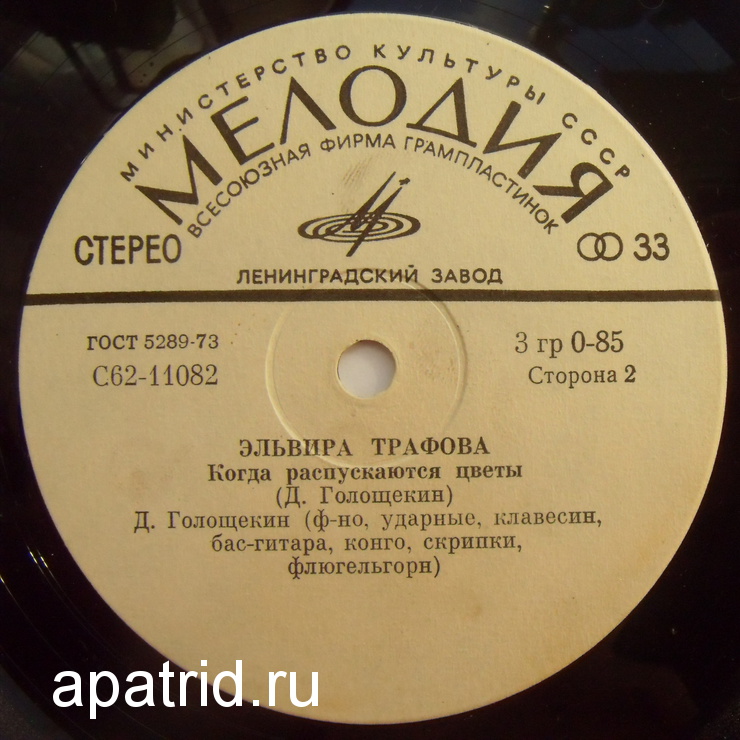 МИНИСТЕРСТВО КУЛЬТУРЫ СССР
МЕЛОДИЯ
ВСЕСОЮЗНАЯ ФИРМА ГРАМПЛАСТИНОК
СТЕРЕО
33
ЛЕНИНГРАДСКИЙ ЗАВОД
ГОСТ 5289-73
3 гр 0-85
С62-11082
Сторона 2
ЭЛЬВИРА ТРАФОВА
Когда распускаются цветы
(Д. Голощекин)
Д. Голощекин (ф-но, ударные, клавесин,
бас-гитара, конго, скрипки,
флюгельгорн)
apatrid.ru